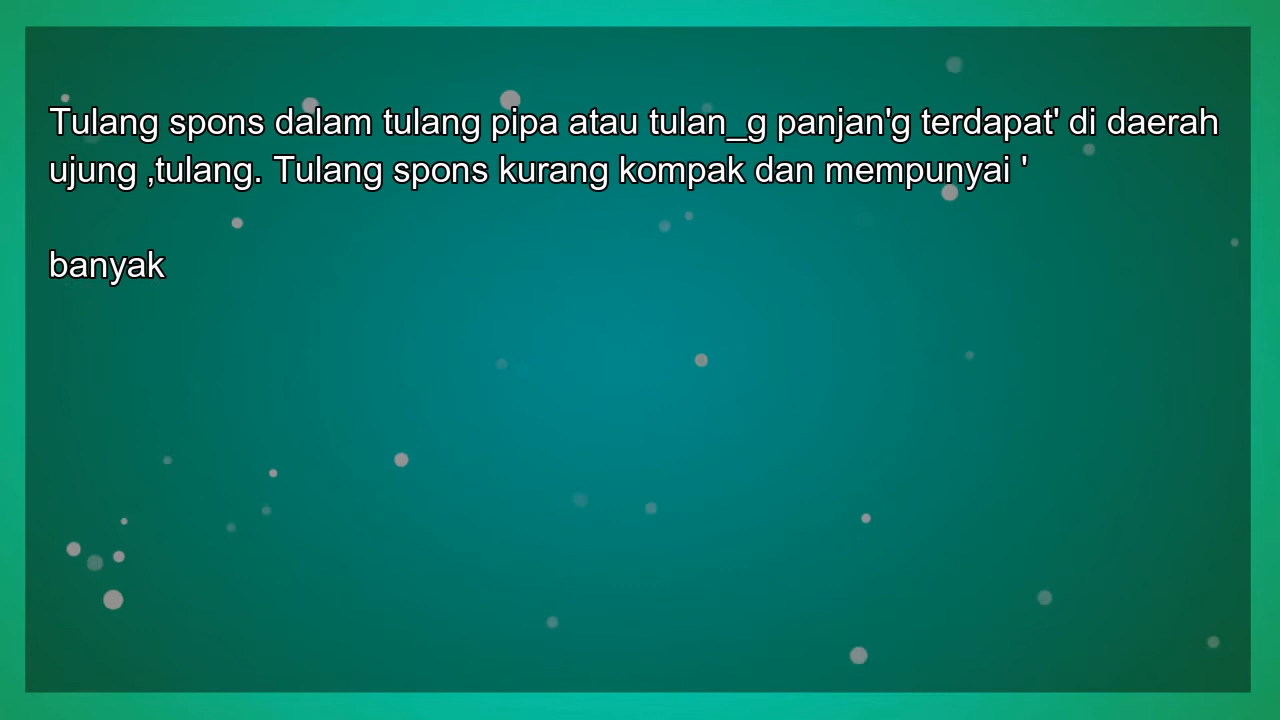 Tulang spons dalam tulang pipa atau tulan_g panjan'g terdapat' di daerah
ujung ,tulang. Tulang spons kurang kompak dan mempunyai '
banyak